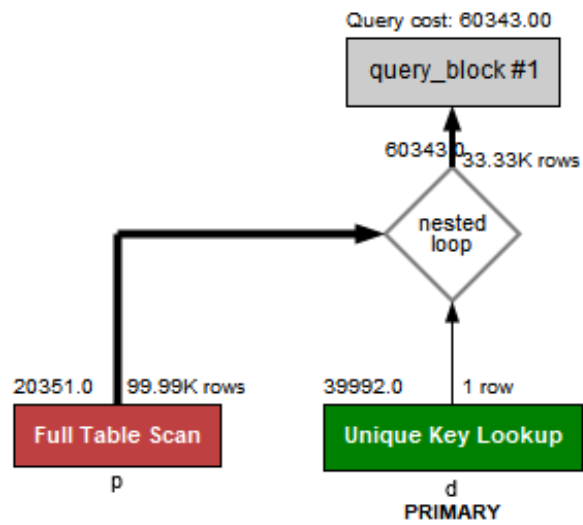 Query cost: 60343.00
query_block #1
60343.0
33.33K rows
nested
loop
20351.0
99.99K rows
39992.0
1 row
Full Table Scan
Unique Key Lookup
p
d
PRIMARY